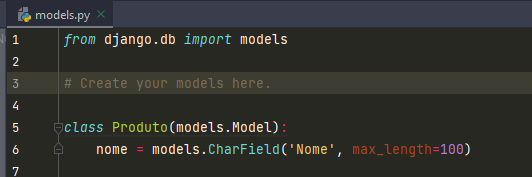 models.py
1 from django.db import models
2
3 # Create your models here.
4
5 class Produto(models.Model):
6 nome = models.CharField('Nome', max_length=100)
7